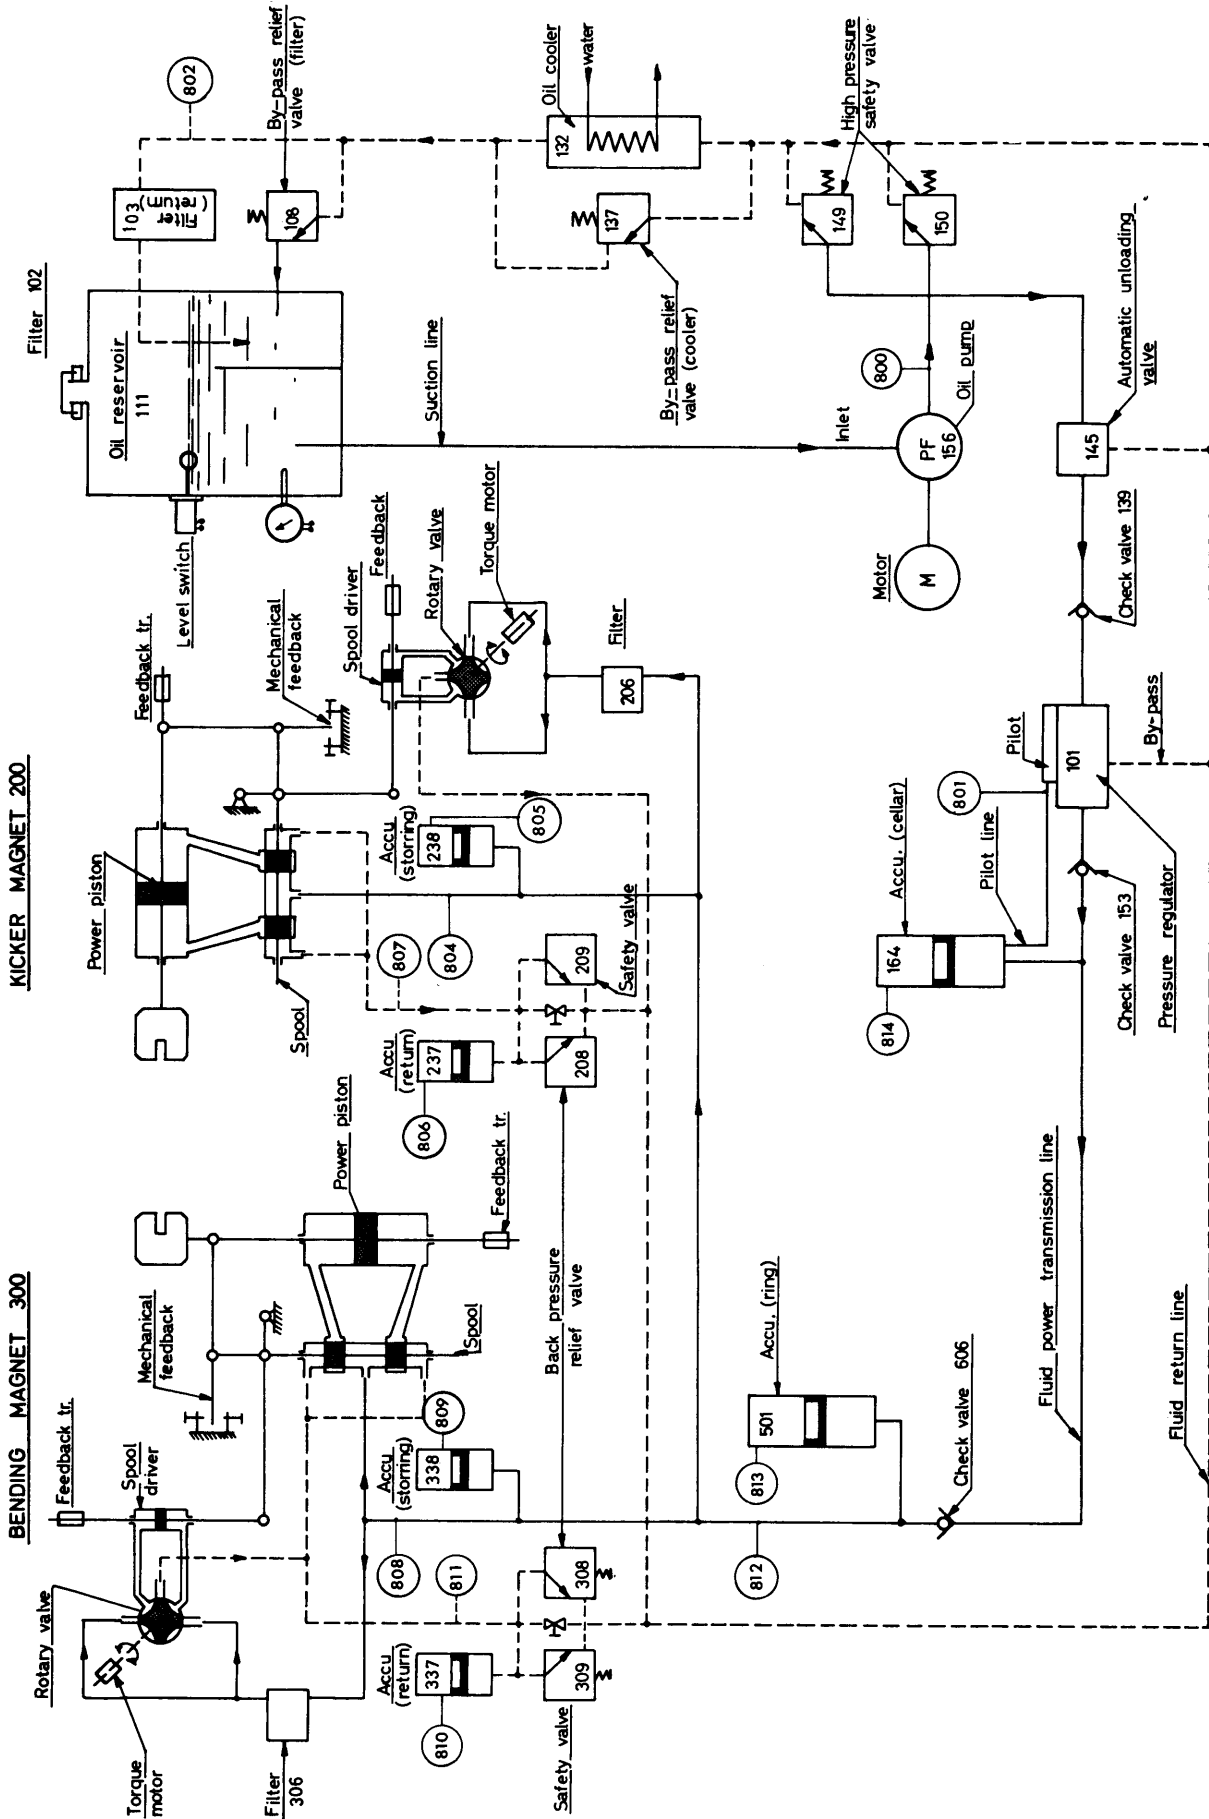 BENDING MAGNET 300
KICKER MAGNET 200
Filter 102
Oil reservoir
111
Level switch
103
Filter
(return)
802
By-pass relief
valve (filter)
108
Oil cooler
132
water
137
By-pass relief
valve (cooler)
High pressure
safety valve
149
150
Suction line
Inlet
800
PF
156
Oil pump
Motor
M
145
Automatic unloading
valve
Check valve 139
By-pass
Pilot
101
801
Pilot line
Accu. (cellar)
164
814
Check valve 153
Pressure regulator
Fluid power transmission line
Fluid return line
Check valve 606
Accu. (ring)
501
813
812
Feedback tr.
Mechanical
feedback
Power piston
Spool
Spool driver
Feedback
Rotary valve
Torque motor
Filter
206
Accu
(storring)
238
805
804
807
209
Safety valve
208
Accu
(return)
237
806
Back pressure
relief valve
Power piston
Feedback tr.
Spool
Mechanical
feedback
Feedback tr.
Spool
driver
Rotary valve
Torque
motor
Filter
306
809
Accu
(storring)
338
808
811
308
309
Safety valve
Accu
(return)
337
810